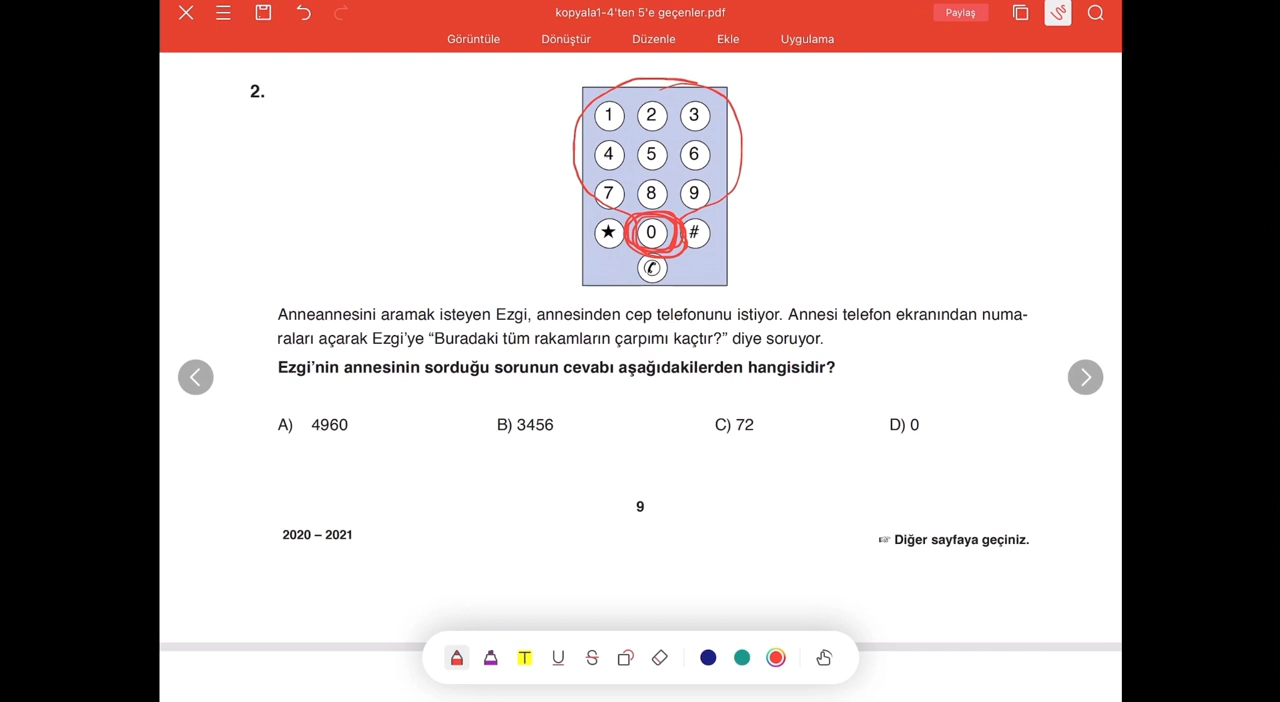 kopyala1-4'ten 5'e geçenler.pdf
Paylaş
Görüntüle Dönüştür Düzenle Ekle Uygulama
2.
1 2 3
4 5 6
7 8 9
★ 0 #
Anneannesini aramak isteyen Ezgi, annesinden cep telefonunu istiyor. Annesi telefon ekranından numa-
raları açarak Ezgi'ye “Buradaki tüm rakamların çarpımı kaçtır?” diye soruyor.
Ezgi'nin annesinin sorduğu sorunun cevabı aşağıdakilerden hangisidir?
A) 4960 B) 3456 C) 72 D) 0
9
2020 – 2021
☞ Diğer sayfaya geçiniz.
T U S